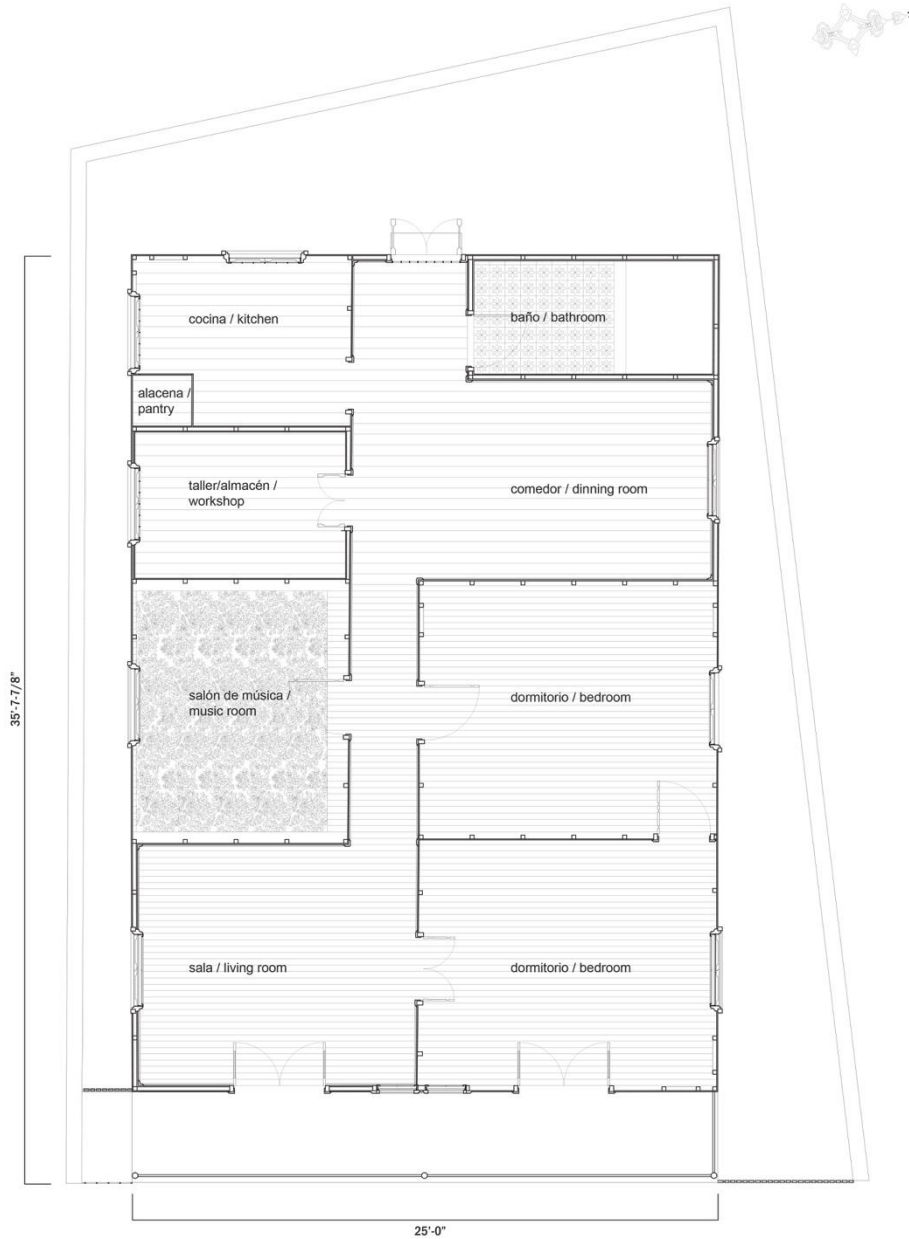 cocina / kitchen
baño / bathroom
alacena /
pantry
taller/almacén /
workshop
comedor / dinning room
salón de música /
music room
dormitorio / bedroom
sala / living room
dormitorio / bedroom
35'-7-7/8"
25'-0"